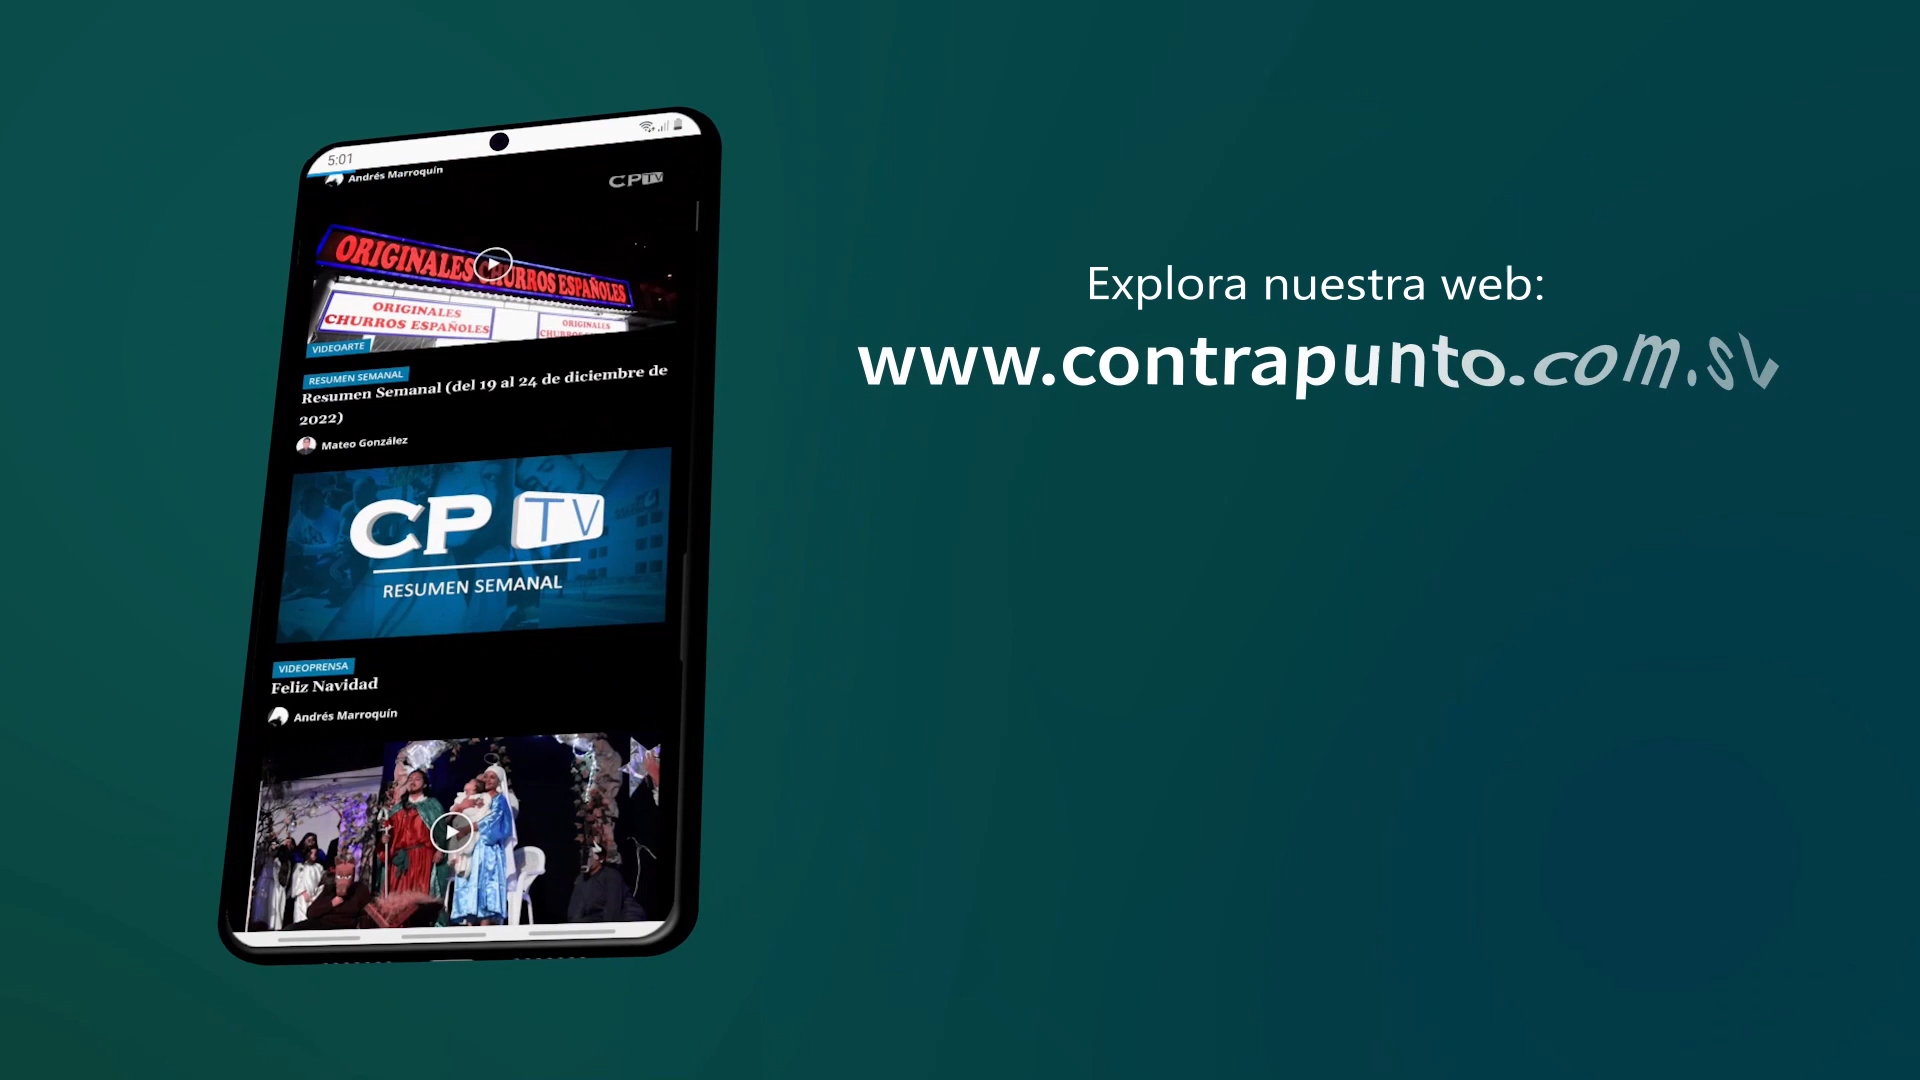 5:01
Andrés Marroquín
CPTV
ORIGINALES CHURROS ESPAÑOLES
ORIGINALES
CHURROS ESPAÑOLES
ORIGINALES
VIDEOARTE
RESUMEN SEMANAL
Resumen Semanal (del 19 al 24 de diciembre de
2022)
Mateo González
CP TV
RESUMEN SEMANAL
VIDEOPRENSA
Feliz Navidad
Andrés Marroquín
Explora nuestra web:
www.contrapunto.com.sv